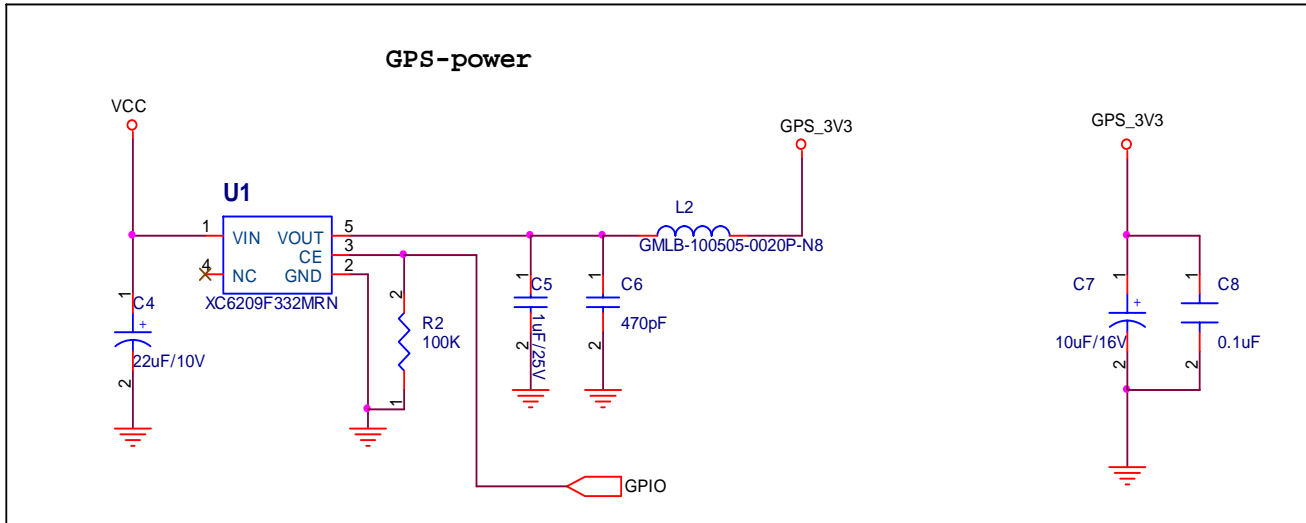 GPS-power
VCC
GPS_3V3
GPS_3V3
U1
L2
GMLB-100505-0020P-N8
1 VIN VOUT 5
CE 3
4 NC GND 2
XC6209F332MRN
1
C4
+
22uF/10V
2
2
R2
100K
1
1
C5
1uF/25V
2
1
C6
470pF
2
1
C7
+
10uF/16V
2
1
C8
0.1uF
2
GPIO